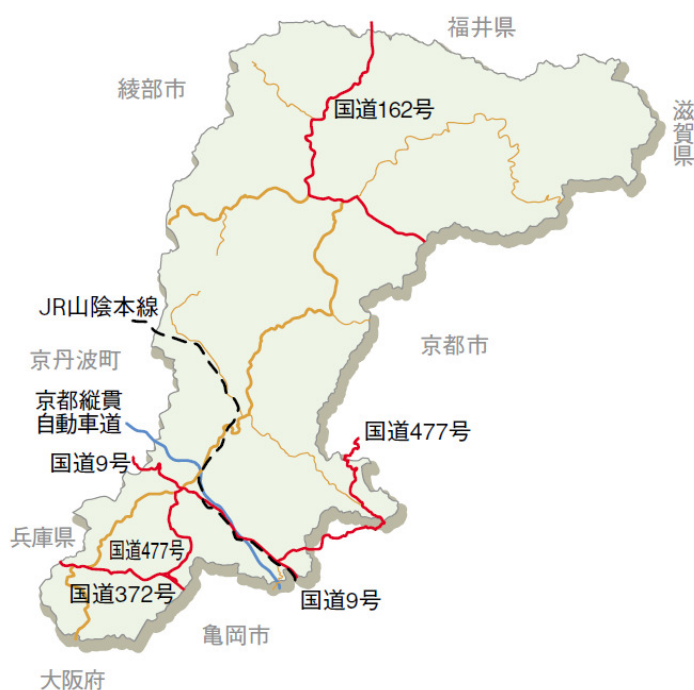 福井県
綾部市
国道162号
滋賀県
JR山陰本線
京都市
京丹波町
京都縦貫
自動車道
国道477号
国道9号
兵庫県
国道477号
国道372号
国道9号
亀岡市
大阪府